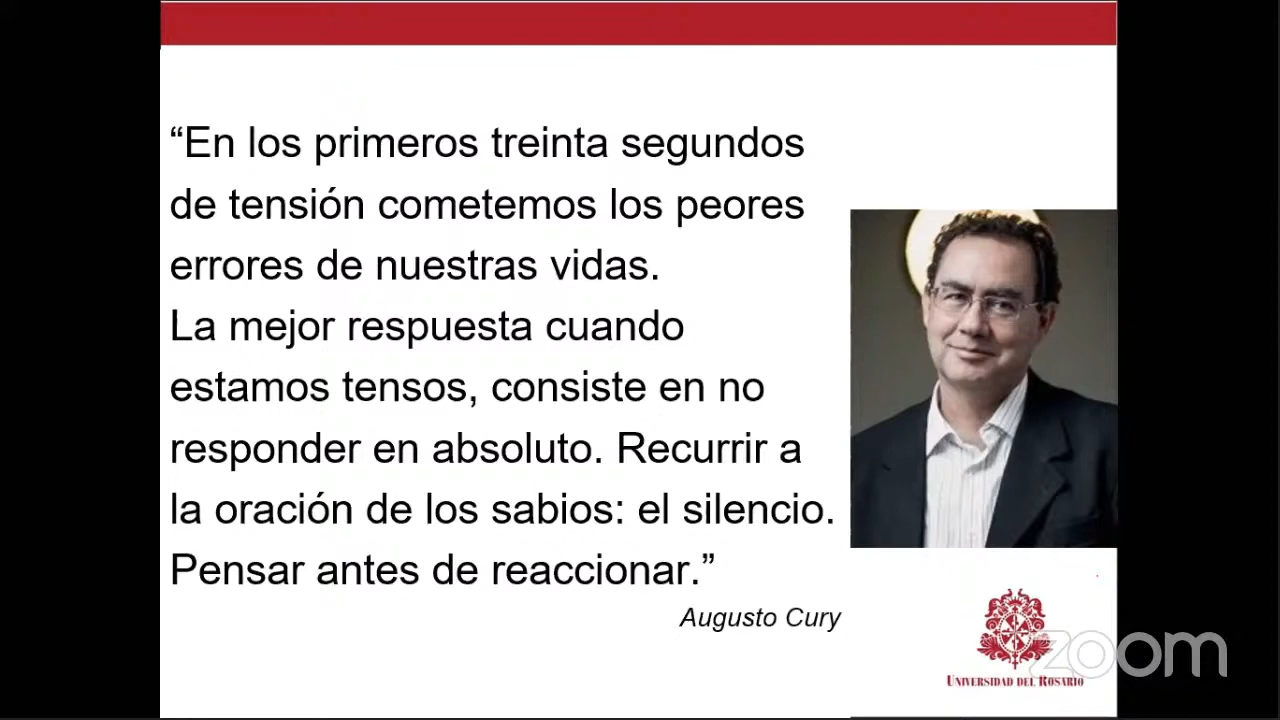 “En los primeros treinta segundos
de tensión cometemos los peores
errores de nuestras vidas.
La mejor respuesta cuando
estamos tensos, consiste en no
responder en absoluto. Recurrir a
la oración de los sabios: el silencio.
Pensar antes de reaccionar.”
Augusto Cury
zoom
UNIVERSIDAD DEL ROSARIO